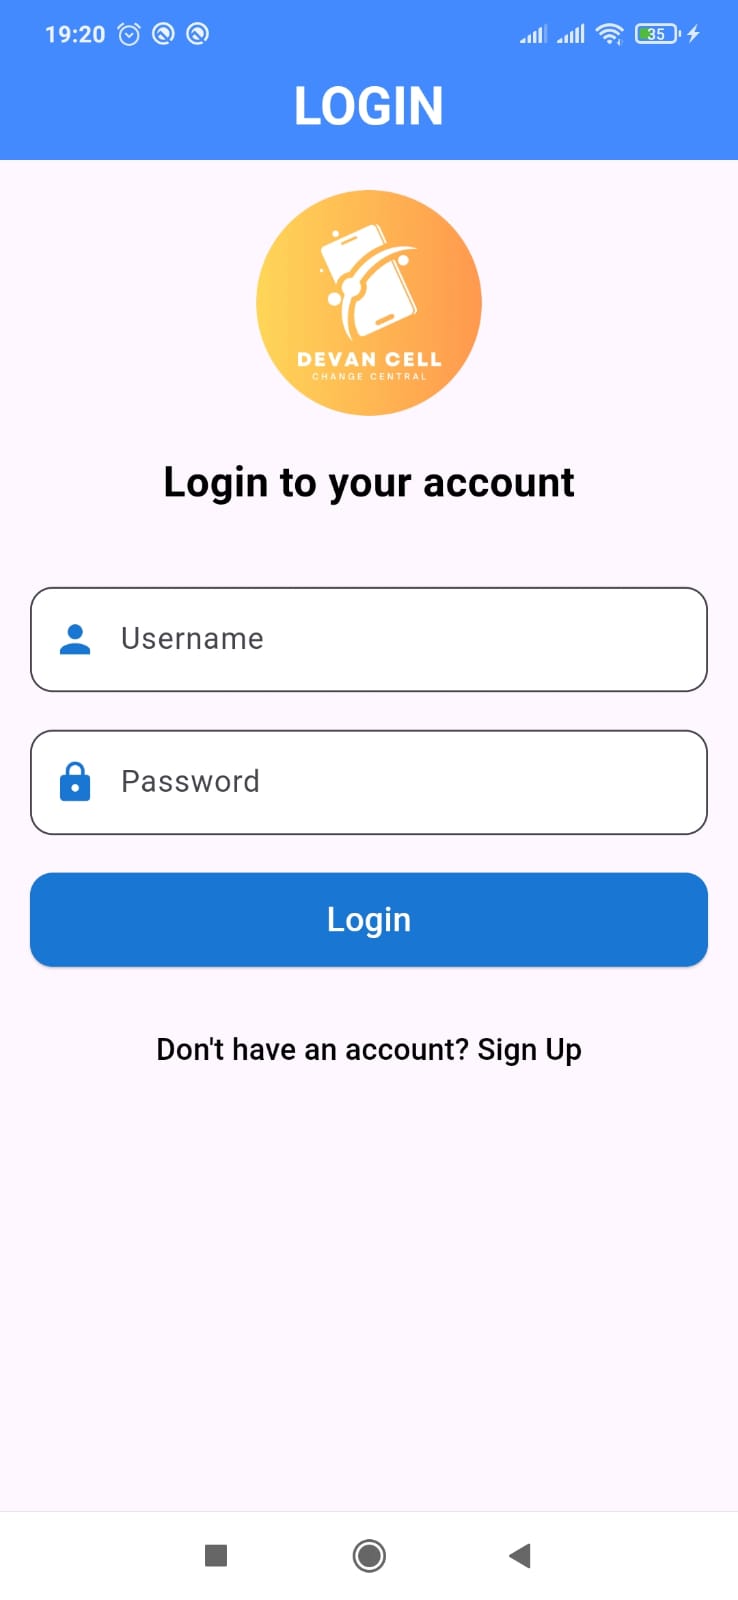 19:20
35
LOGIN
DEVAN CELL
CHANGE CENTRAL
Login to your account
Username
Password
Login
Don't have an account? Sign Up